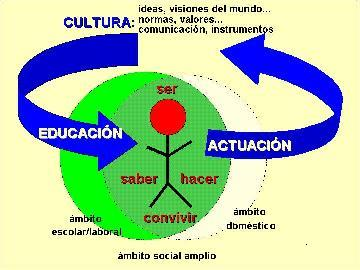 ideas, visiones del mundo...
CULTURA: normas, valores...
comunicación, instrumentos
ser
EDUCACIÓN
ACTUACIÓN
saber hacer
convivir
ámbito
escolar/laboral
ámbito
doméstico
ámbito social amplio